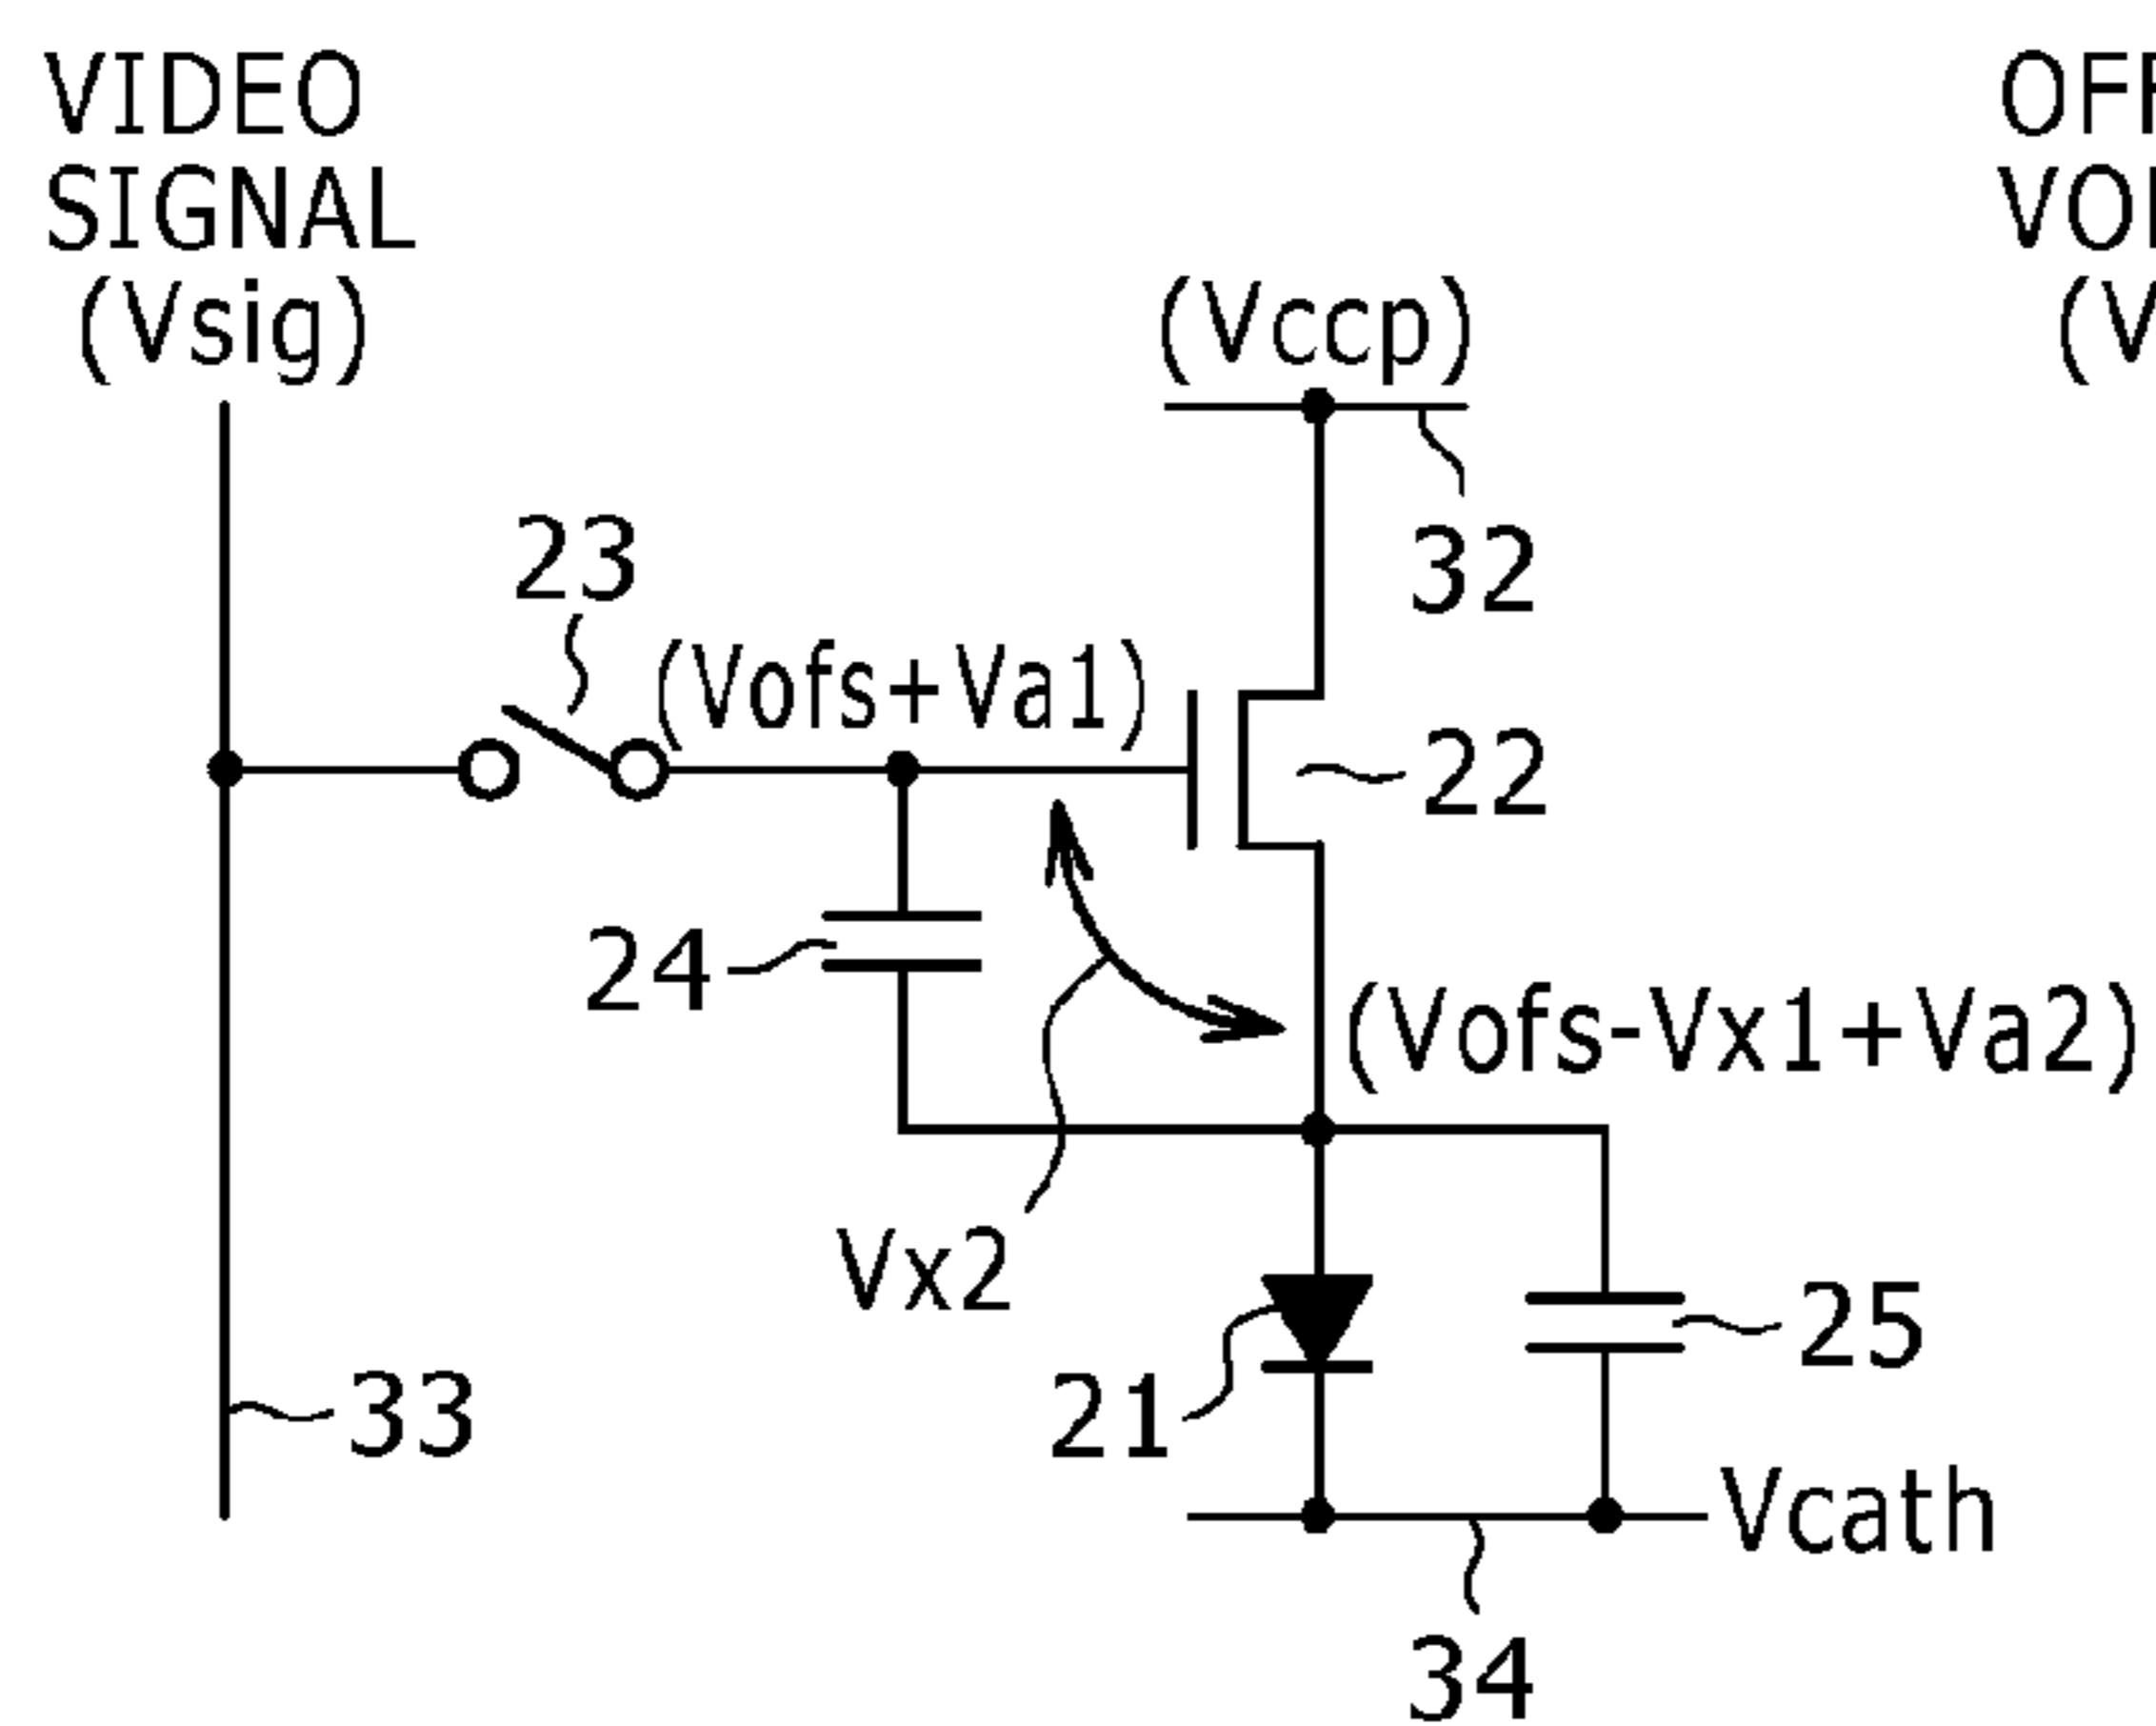 VIDEO
SIGNAL
(Vsig)
(Vccp)
32
23
(Vofs+Va1)
22
24
(Vofs-Vx1+Va2)
Vx2
25
21
33
Vcath
34